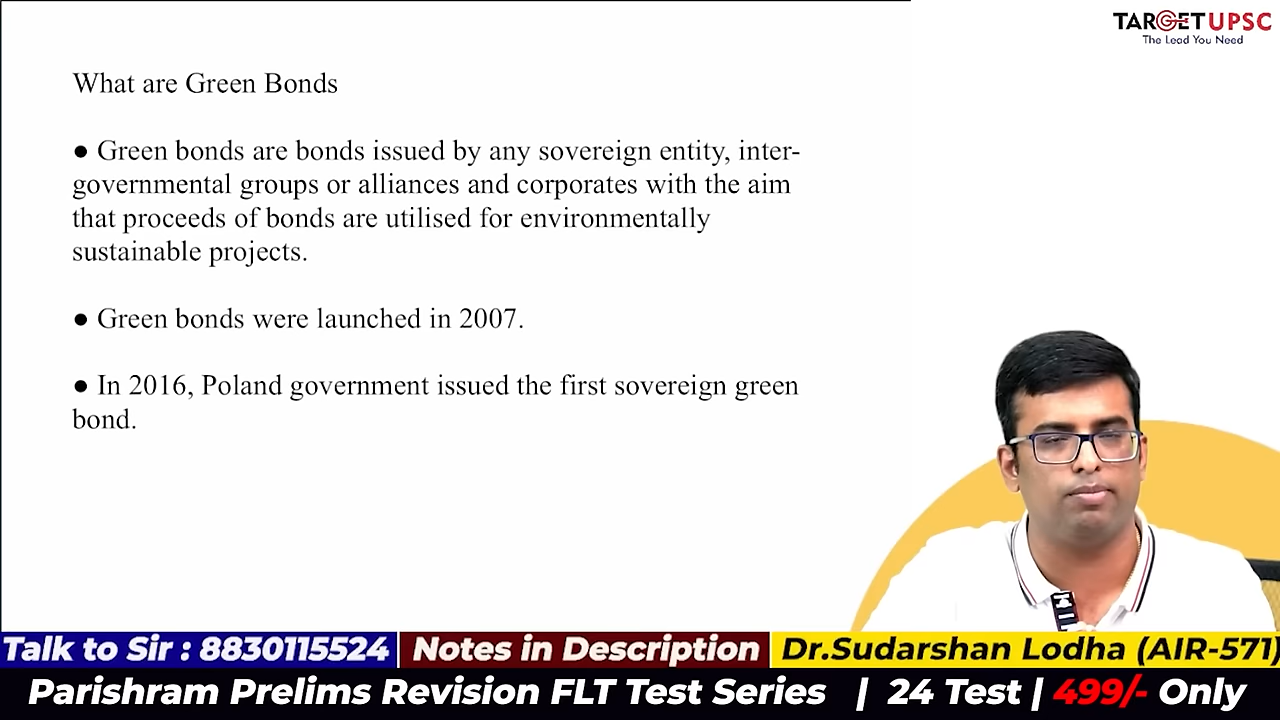 TARGETUPSC
The Lead You Need
What are Green Bonds
● Green bonds are bonds issued by any sovereign entity, inter-
governmental groups or alliances and corporates with the aim
that proceeds of bonds are utilised for environmentally
sustainable projects.
● Green bonds were launched in 2007.
● In 2016, Poland government issued the first sovereign green
bond.
Talk to Sir : 8830115524 Notes in Description Dr.Sudarshan Lodha (AIR-571)
Parishram Prelims Revision FLT Test Series | 24 Test | 499/- Only